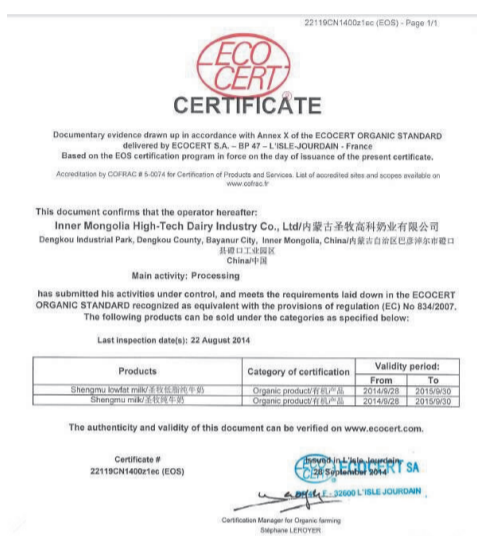 22119CN1400z1ec (EOS) - Page 1/1
ECO
CERT
CERTIFICATE
Documentary evidence drawn up in accordance with Annex X of the ECOCERT ORGANIC STANDARD
delivered by ECOCERT S.A. – BP 47 – L'ISLE-JOURDAIN - France
Based on the EOS certification program in force on the day of issuance of the present certificate.
Accreditation by COFRAC # 5-0074 for Certification of Products and Services. List of accredited sites and scopes available on
www.cofrac.fr
This document confirms that the operator hereafter:
Inner Mongolia High-Tech Dairy Industry Co., Ltd/内蒙古圣牧高科奶业有限公司
Dengkou Industrial Park, Dengkou County, Bayanur City, Inner Mongolia, China/内蒙古自治区巴彦淖尔市磴口
县磴口工业园区
China/中国
Main activity: Processing
has submitted his activities under control, and meets the requirements laid down in the ECOCERT
ORGANIC STANDARD recognized as equivalent with the provisions of regulation (EC) No 834/2007.
The following products can be sold under the categories as specified below:
Last inspection date(s): 22 August 2014
Products Category of certification Validity period:
From To
Shengmu lowfat milk/圣牧低脂纯牛奶 Organic product/有机产品 2014/9/28 2015/9/30
Shengmu milk/圣牧纯牛奶 Organic product/有机产品 2014/9/28 2015/9/30
The authenticity and validity of this document can be verified on www.ecocert.com.
Certificate #
22119CN1400z1ec (EOS)
Issued in L'Isle Jourdain
28 September 2014
ECO
CERT
ECOCERT SA
32600 L'ISLE JOURDAIN
Certification Manager for Organic farming
Stéphane LEROYER